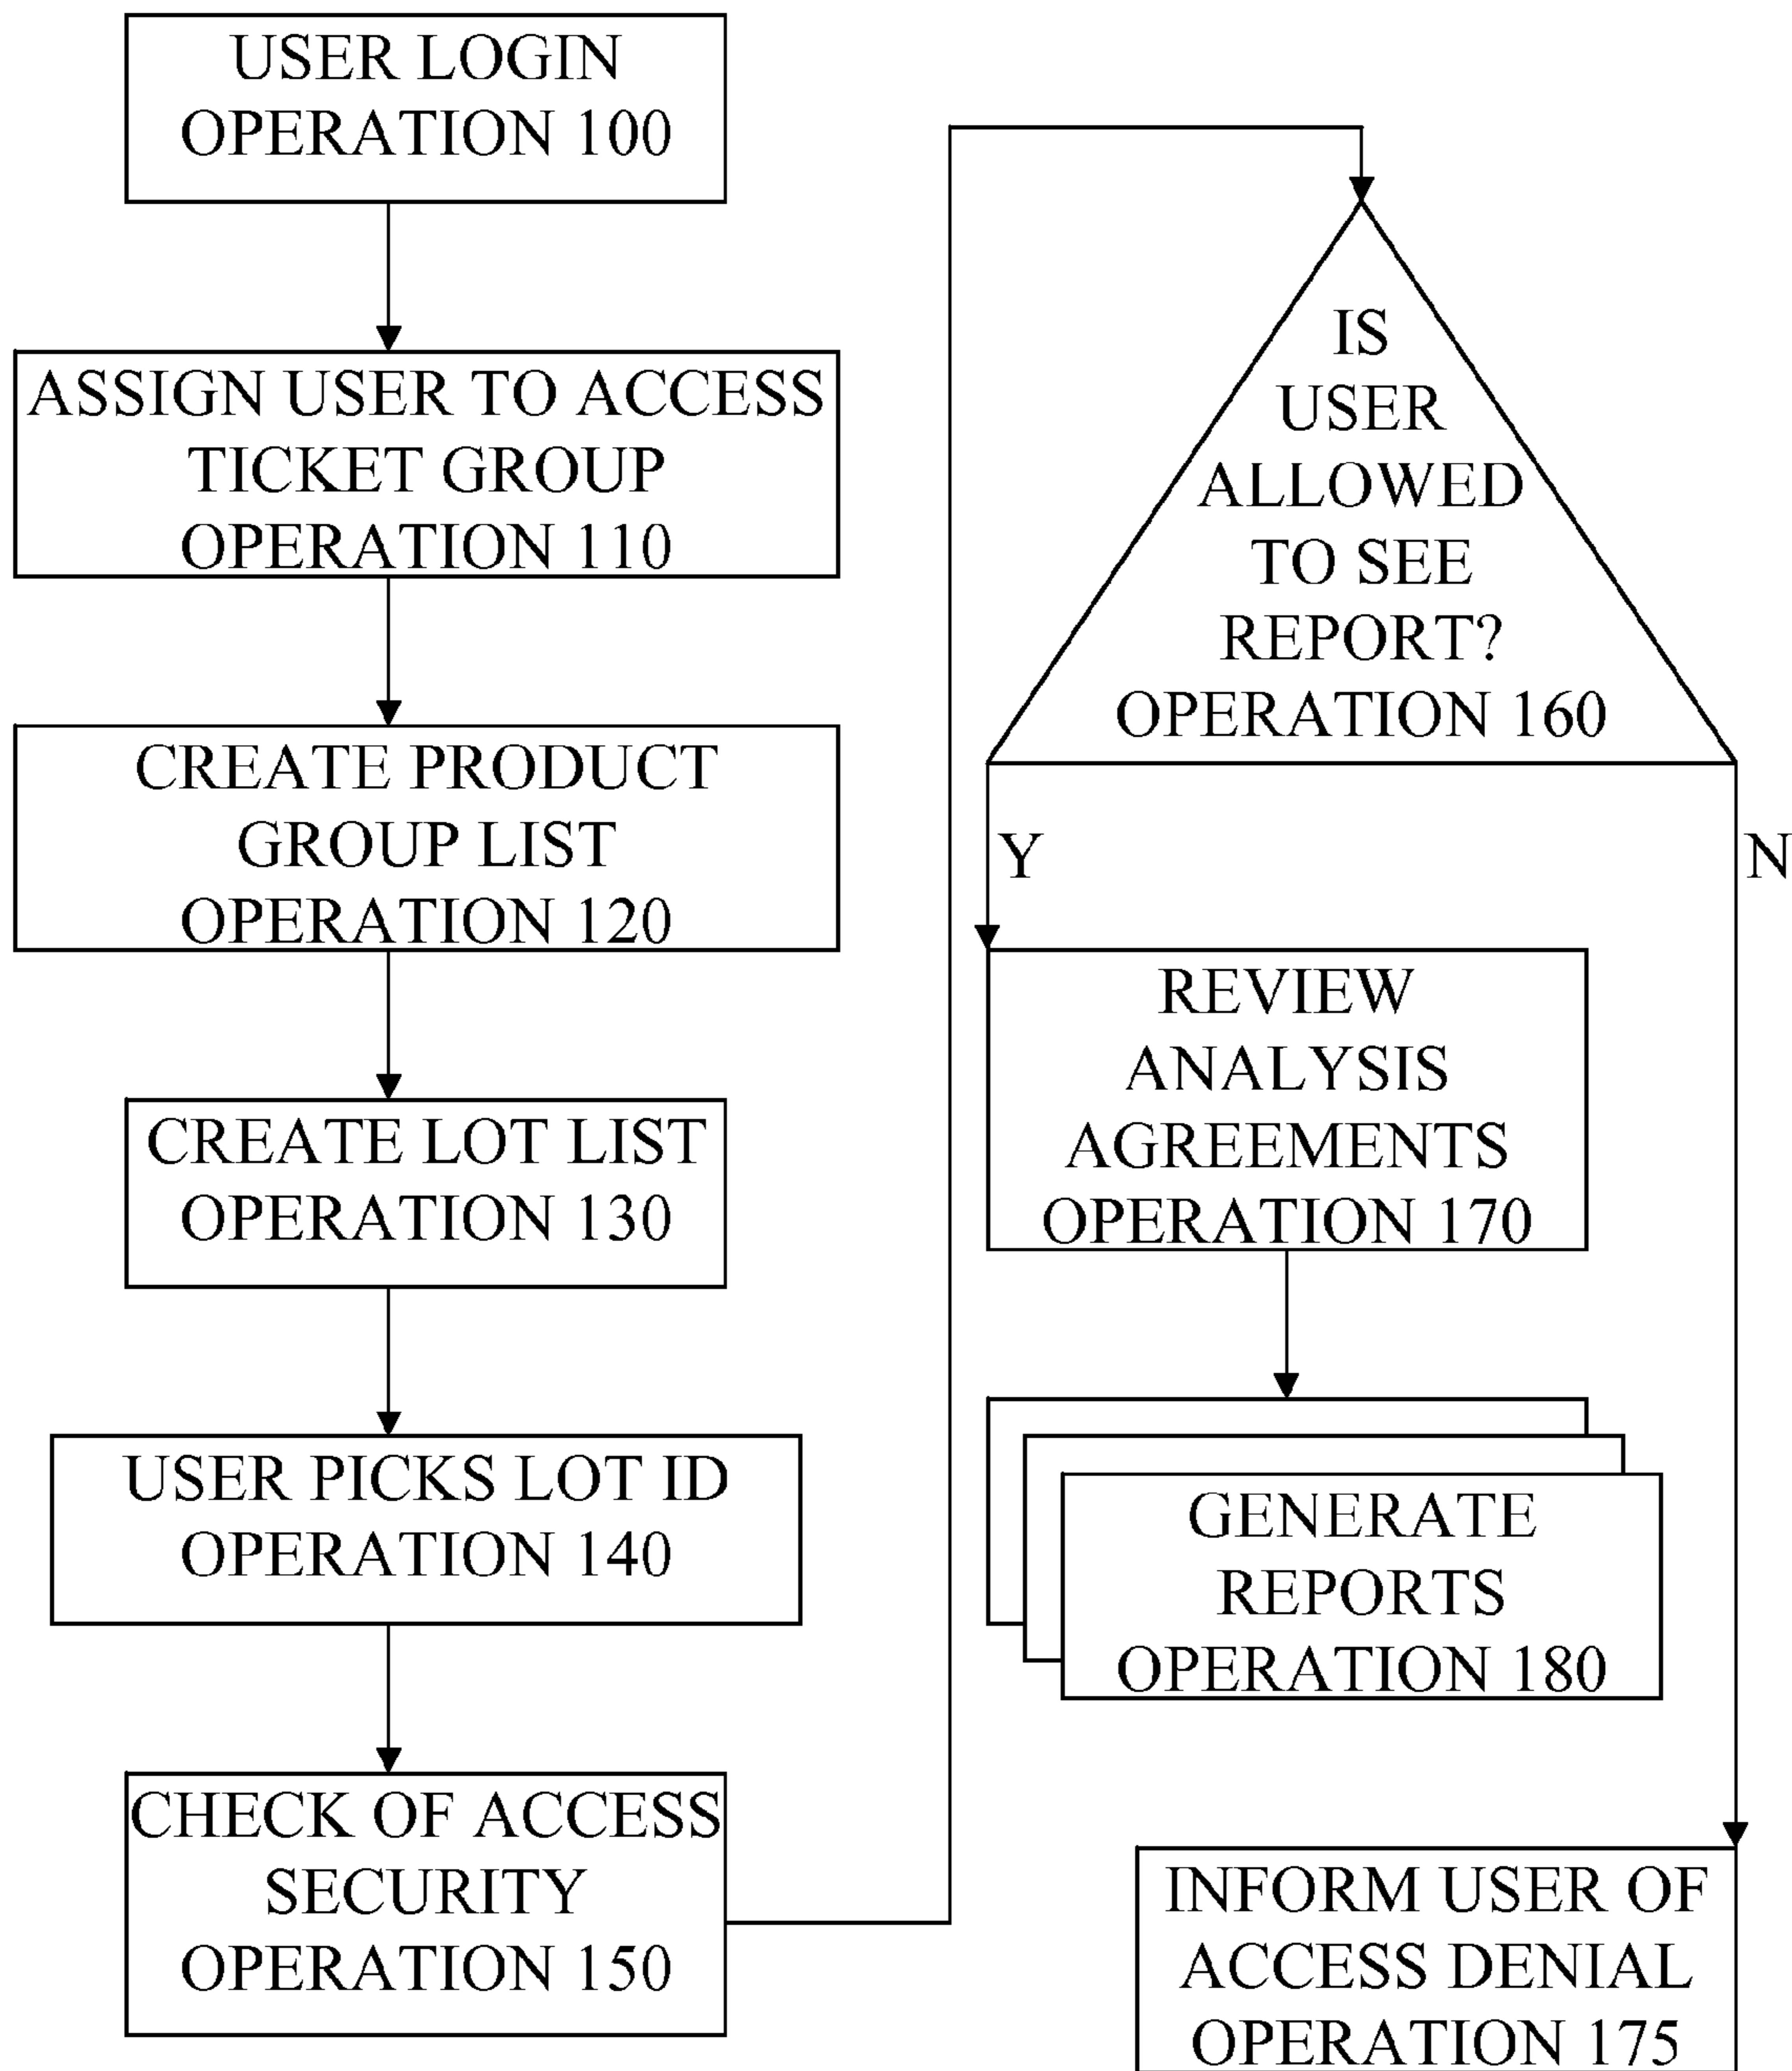 USER LOGIN
OPERATION 100
ASSIGN USER TO ACCESS
TICKET GROUP
OPERATION 110
CREATE PRODUCT
GROUP LIST
OPERATION 120
CREATE LOT LIST
OPERATION 130
USER PICKS LOT ID
OPERATION 140
CHECK OF ACCESS
SECURITY
OPERATION 150
IS
USER
ALLOWED
TO SEE
REPORT?
OPERATION 160
Y
N
REVIEW
ANALYSIS
AGREEMENTS
OPERATION 170
GENERATE
REPORTS
OPERATION 180
INFORM USER OF
ACCESS DENIAL
OPERATION 175